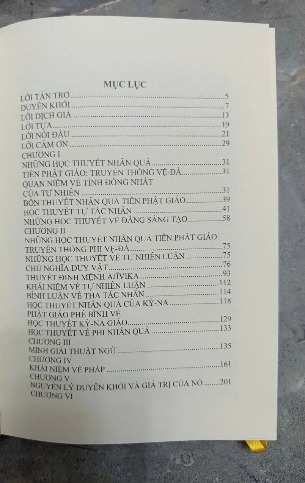 MỤC LỤC
LỜI TÁN TRỢ 5
DUYÊN KHỞI 7
LỜI DỊCH GIẢ 13
LỜI TỰA 19
LỜI NÓI ĐẦU 21
LỜI CẢM ƠN 29
CHƯƠNG I
NHỮNG HỌC THUYẾT NHÂN QUẢ 31
TIỀN PHẬT GIÁO: TRUYỀN THỐNG VỆ-ĐÀ
QUAN NIỆM VỀ TÍNH ĐỒNG NHẤT
CỦA TỰ NHIÊN 31
BỐN THUYẾT NHÂN QUẢ TIỀN PHẬT GIÁO 39
HỌC THUYẾT TỰ TÁC NHÂN 41
NHỮNG HỌC THUYẾT VỀ ĐẤNG SÁNG TẠO 58
CHƯƠNG II
NHỮNG HỌC THUYẾT NHÂN QUẢ TIỀN PHẬT GIÁO
TRUYỀN THỐNG PHI VỆ-ĐÀ 75
NHỮNG HỌC THUYẾT VỀ TỰ NHIÊN LUẬN 75
CHỦ NGHĨA DUY VẬT 76
THUYẾT ĐỊNH MỆNH AJIVIKA 93
KHÁI NIỆM VỀ TỰ NHIÊN LUẬN 112
BÌNH LUẬN VỀ THA TÁC NHÂN 114
HỌC THUYẾT NHÂN QUẢ CỦA KỲ-NA 118
PHẬT GIÁO PHÊ BÌNH VỀ
HỌC THUYẾT KỲ-NA GIÁO 129
HỌC THUYẾT VỀ PHI NHÂN QUẢ 133
CHƯƠNG III
MINH GIẢI THUẬT NGỮ 135
CHƯƠNG IV
KHÁI NIỆM VỀ PHÁP 161
CHƯƠNG V
NGUYÊN LÝ DUYÊN KHỞI VÀ GIÁ TRỊ CỦA NÓ 201
CHƯƠNG VI